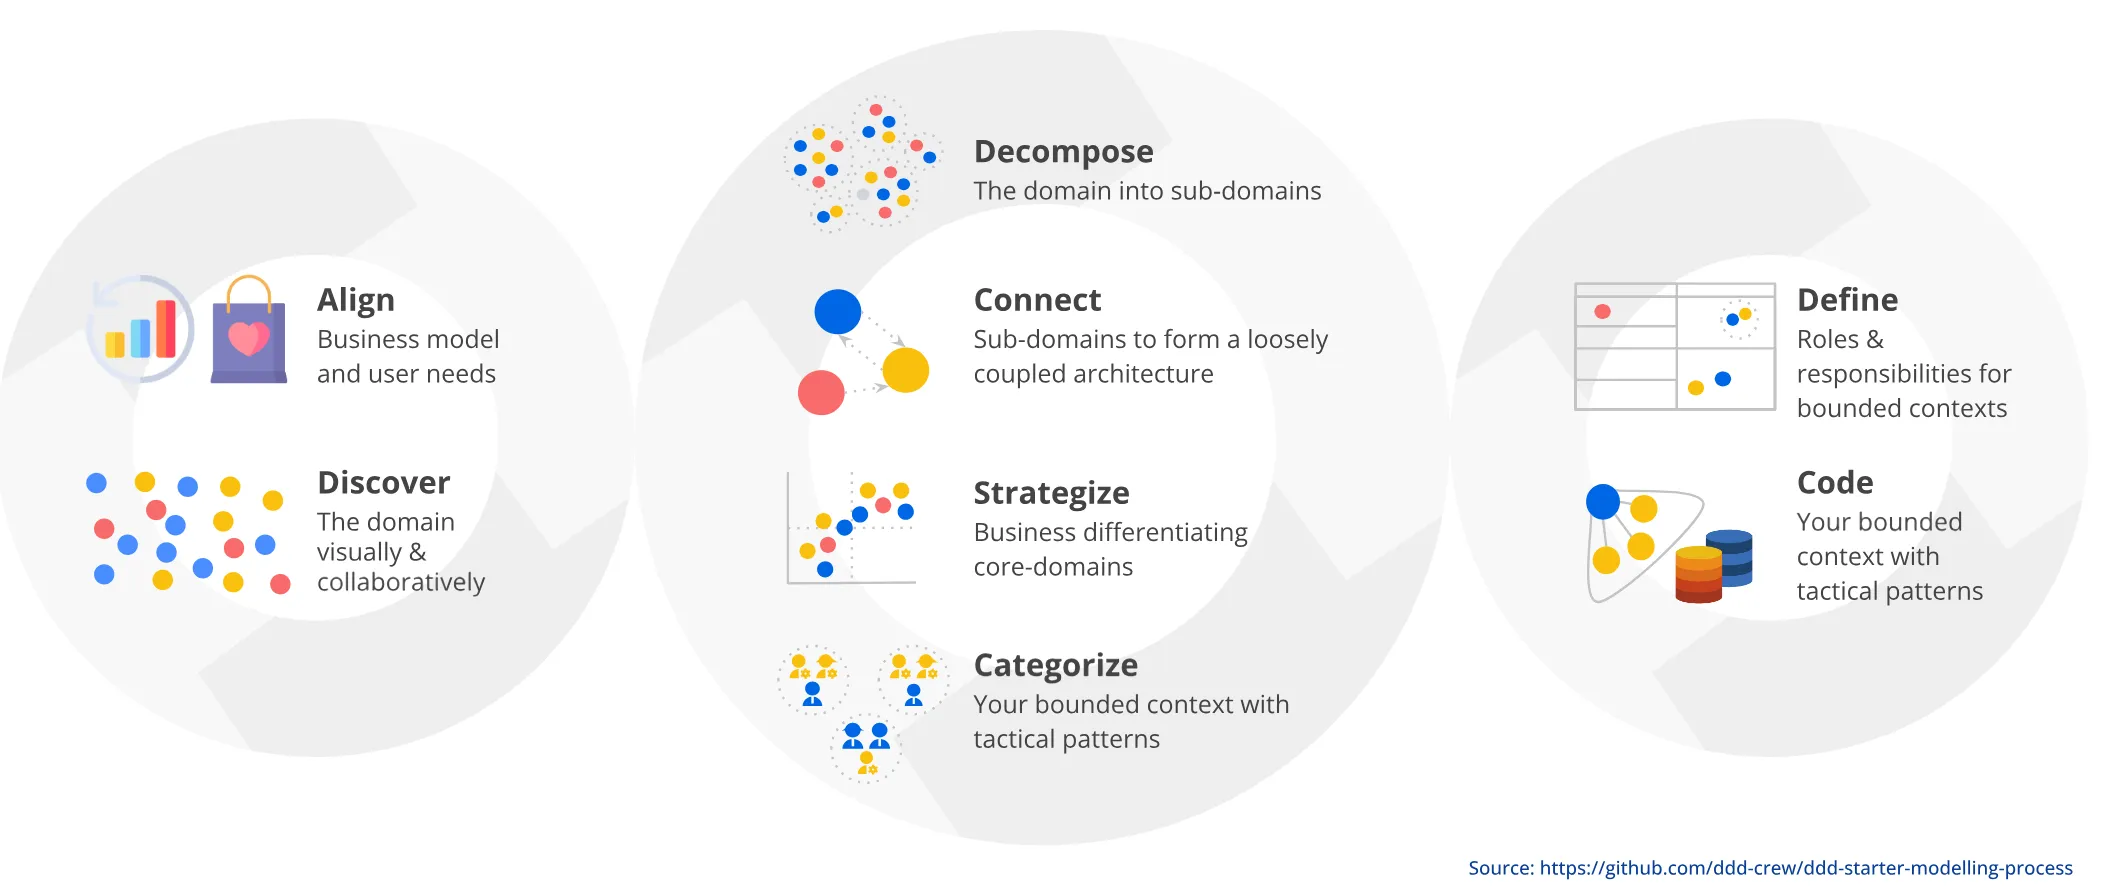 Align
Business model
and user needs
Discover
The domain
visually &
collaboratively
Decompose
The domain into sub-domains
Connect
Sub-domains to form a loosely
coupled architecture
Strategize
Business differentiating
core-domains
Categorize
Your bounded context with
tactical patterns
Define
Roles &
responsibilities for
bounded contexts
Code
Your bounded
context with
tactical patterns
Source: https://github.com/ddd-crew/ddd-starter-modelling-process